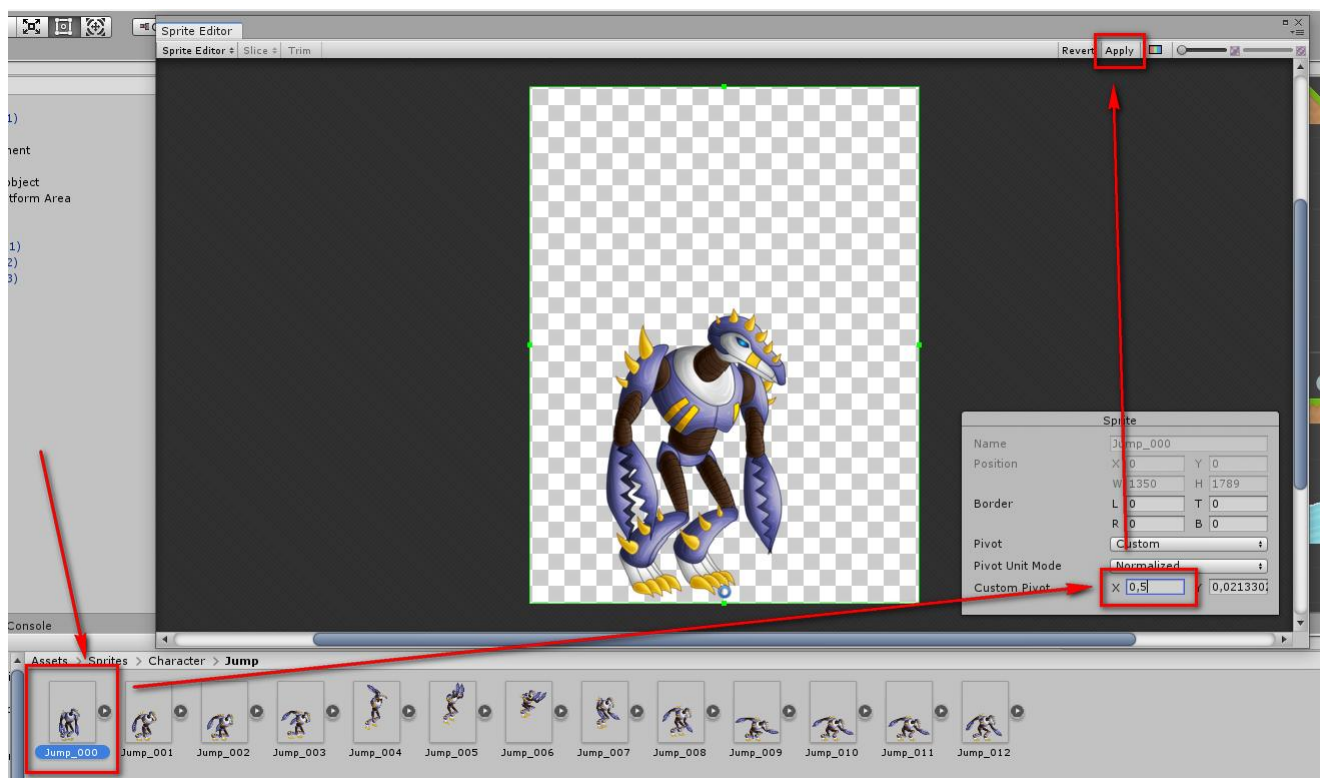 Sprite Editor
Sprite Editor Slice Trim Revert Apply
1)
nent
object
tform Area
1)
2)
3)
Sprite
Name Jump_000
Position X 0 Y 0
W 1350 H 1789
Border L 0 T 0
R 0 B 0
Pivot Custom
Pivot Unit Mode Normalized
Custom Pivot X 0,5 Y 0,021330
Console
Assets > Sprites > Character > Jump
Jump_000 Jump_001 Jump_002 Jump_003 Jump_004 Jump_005 Jump_006 Jump_007 Jump_008 Jump_009 Jump_010 Jump_011 Jump_012